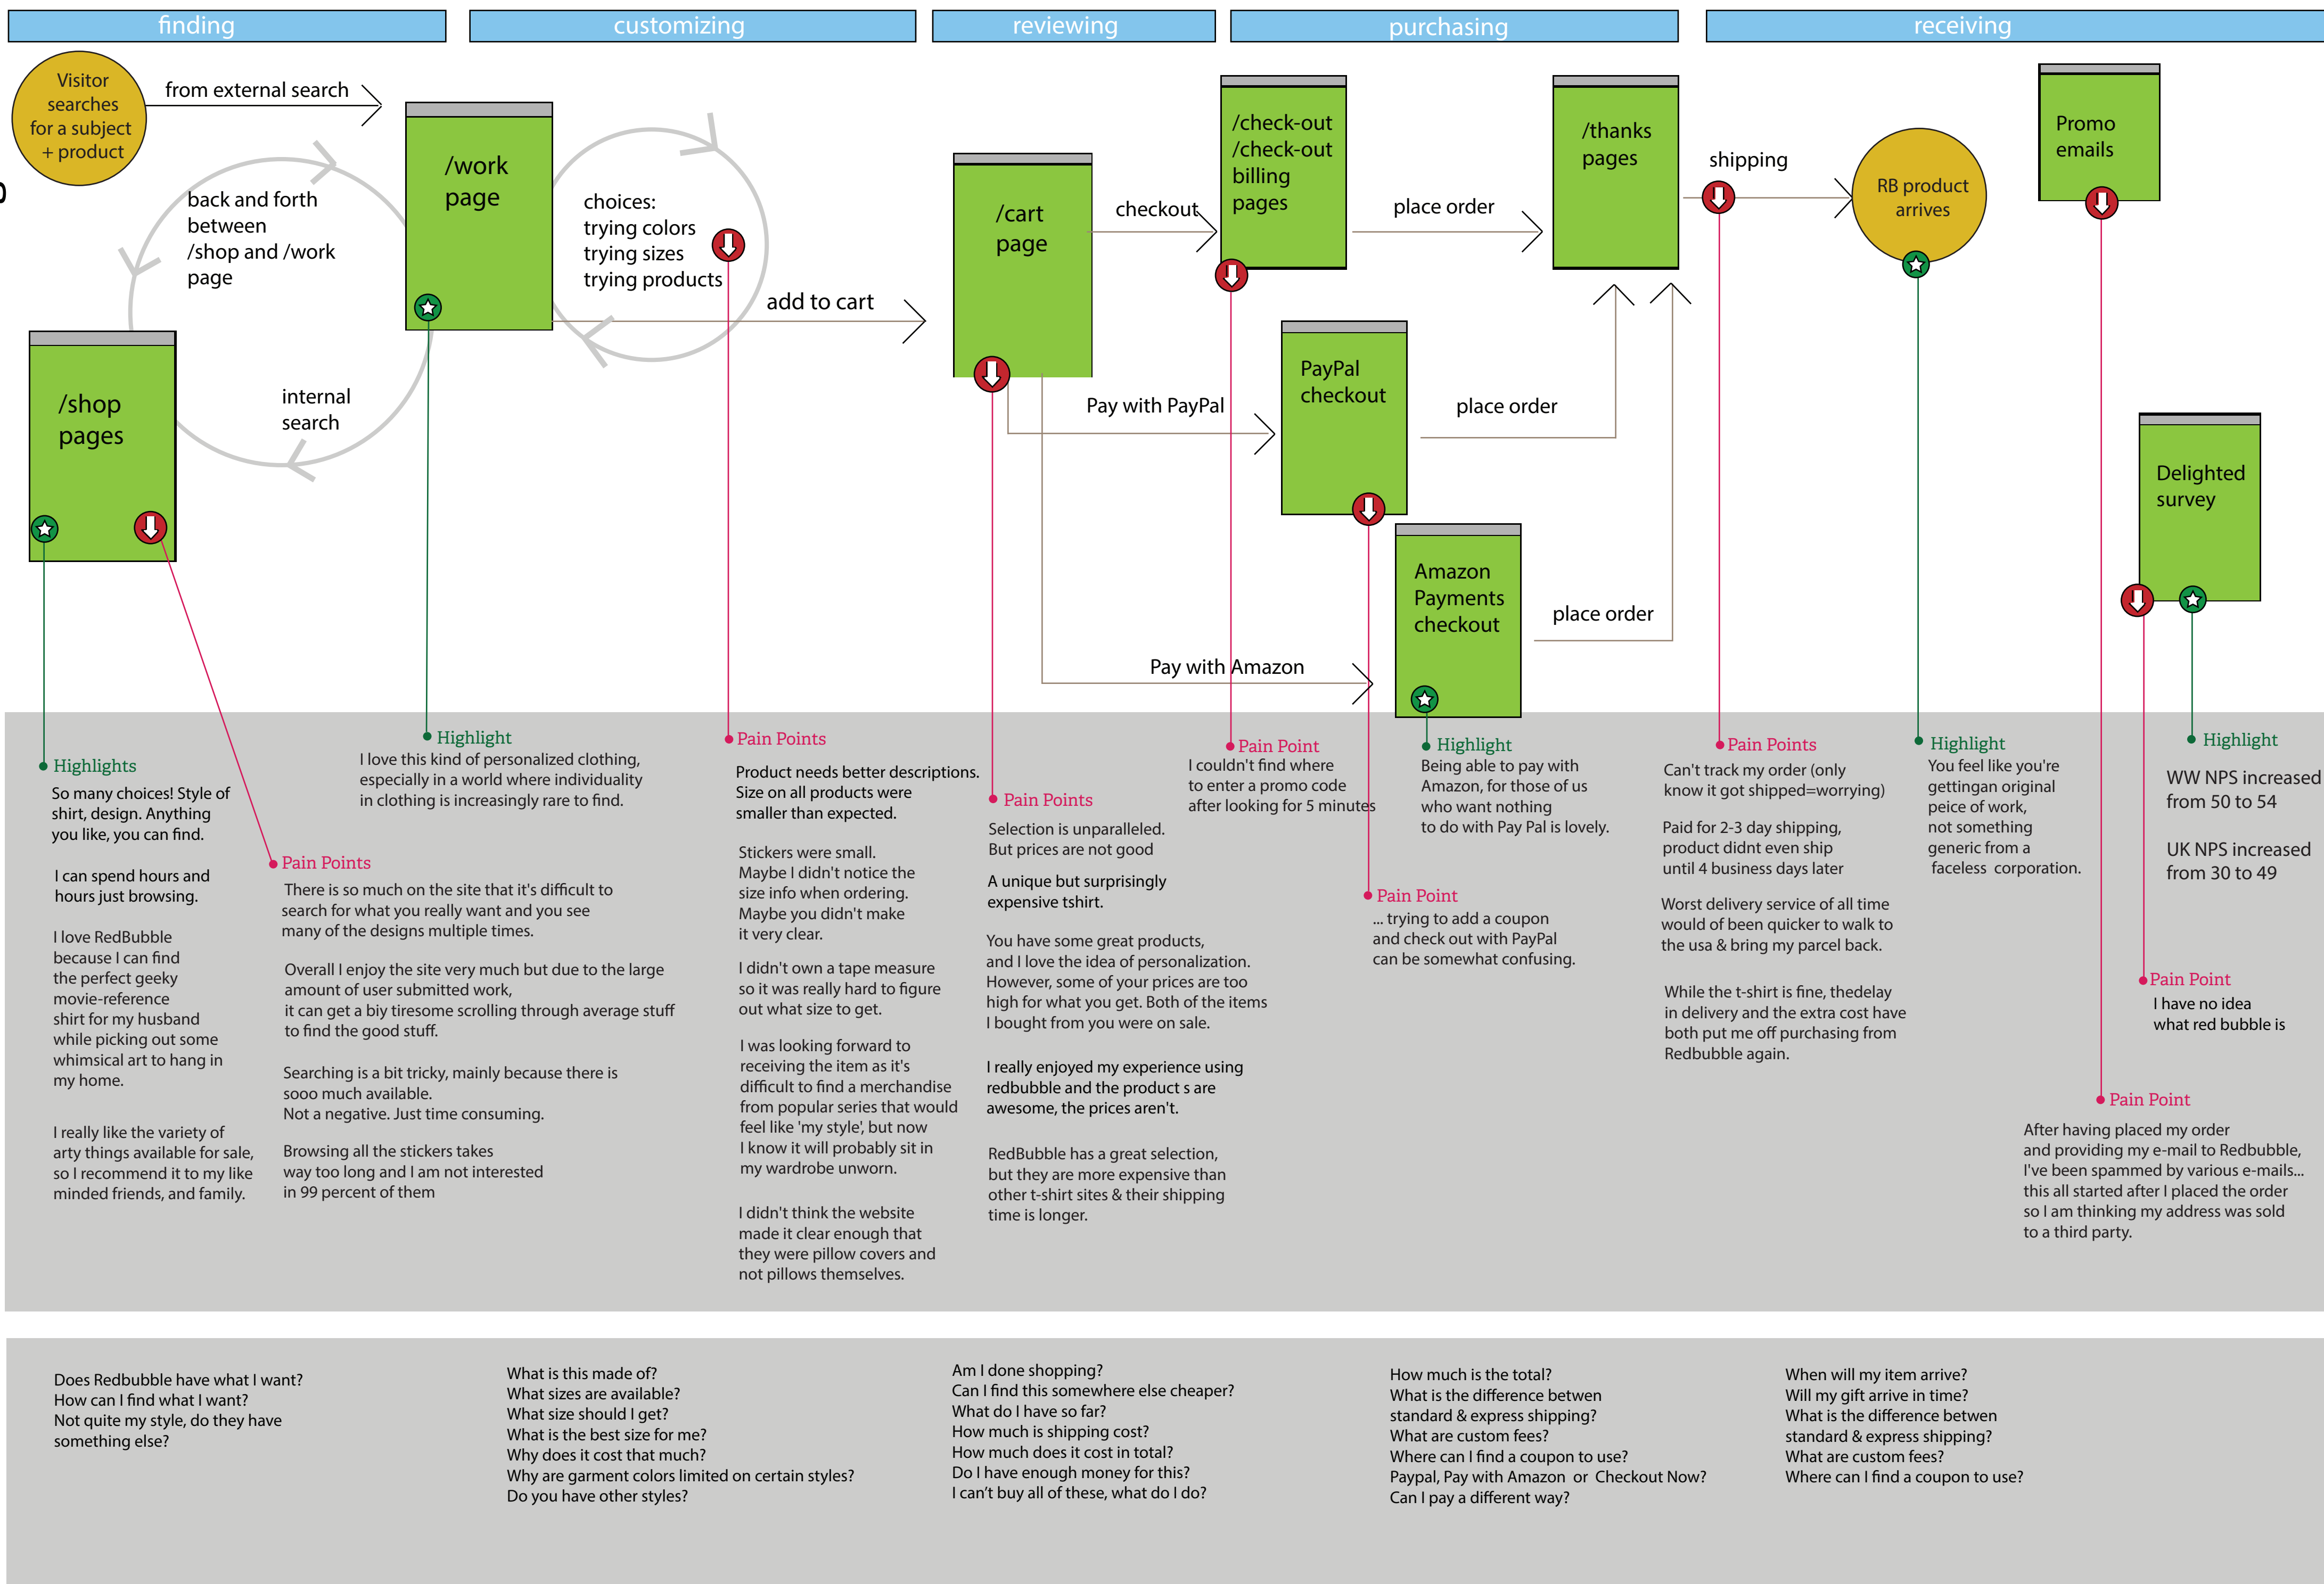 finding
customizing
reviewing
purchasing
receiving
Visitor
searches
for a subject
+ product
from external search
back and forth
between
/shop and /work
page
internal
search
/shop
pages
/work
page
choices:
trying colors
trying sizes
trying products
add to cart
/cart
page
checkout
Pay with PayPal
Pay with Amazon
/check-out
/check-out
billing
pages
place order
PayPal
checkout
place order
Amazon
Payments
checkout
place order
/thanks
pages
shipping
RB product
arrives
Promo
emails
Delighted
survey
Highlights
So many choices! Style of
shirt, design. Anything
you like, you can find.
I can spend hours and
hours just browsing.
I love RedBubble
because I can find
the perfect geeky
movie-reference
shirt for my husband
while picking out some
whimsical art to hang in
my home.
I really like the variety of
arty things available for sale,
so I recommend it to my like
minded friends, and family.
Pain Points
There is so much on the site that it's difficult to
search for what you really want and you see
many of the designs multiple times.
Overall I enjoy the site very much but due to the large
amount of user submitted work,
it can get a biy tiresome scrolling through average stuff
to find the good stuff.
Searching is a bit tricky, mainly because there is
sooo much available.
Not a negative. Just time consuming.
Browsing all the stickers takes
way too long and I am not interested
in 99 percent of them
Highlight
I love this kind of personalized clothing,
especially in a world where individuality
in clothing is increasingly rare to find.
Pain Points
Product needs better descriptions.
Size on all products were
smaller than expected.
Stickers were small.
Maybe I didn't notice the
size info when ordering.
Maybe you didn't make
it very clear.
I didn't own a tape measure
so it was really hard to figure
out what size to get.
I was looking forward to
receiving the item as it's
difficult to find a merchandise
from popular series that would
feel like 'my style', but now
I know it will probably sit in
my wardrobe unworn.
I didn't think the website
made it clear enough that
they were pillow covers and
not pillows themselves.
Pain Points
Selection is unparalleled.
But prices are not good
A unique but surprisingly
expensive tshirt.
You have some great products,
and I love the idea of personalization.
However, some of your prices are too
high for what you get. Both of the items
I bought from you were on sale.
I really enjoyed my experience using
redbubble and the product s are
awesome, the prices aren't.
RedBubble has a great selection,
but they are more expensive than
other t-shirt sites & their shipping
time is longer.
Pain Point
I couldn't find where
to enter a promo code
after looking for 5 minutes
Pain Point
... trying to add a coupon
and check out with PayPal
can be somewhat confusing.
Highlight
Being able to pay with
Amazon, for those of us
who want nothing
to do with Pay Pal is lovely.
Pain Points
Can't track my order (only
know it got shipped=worrying)
Paid for 2-3 day shipping,
product didnt even ship
until 4 business days later
Worst delivery service of all time
would of been quicker to walk to
the usa & bring my parcel back.
While the t-shirt is fine, thedelay
in delivery and the extra cost have
both put me off purchasing from
Redbubble again.
Highlight
You feel like you're
gettingan original
peice of work,
not something
generic from a
faceless corporation.
Highlight
WW NPS increased
from 50 to 54
UK NPS increased
from 30 to 49
Pain Point
I have no idea
what red bubble is
Pain Point
After having placed my order
and providing my e-mail to Redbubble,
I've been spammed by various e-mails...
this all started after I placed the order
so I am thinking my address was sold
to a third party.
Does Redbubble have what I want?
How can I find what I want?
Not quite my style, do they have
something else?
What is this made of?
What sizes are available?
What size should I get?
What is the best size for me?
Why does it cost that much?
Why are garment colors limited on certain styles?
Do you have other styles?
Am I done shopping?
Can I find this somewhere else cheaper?
What do I have so far?
How much is shipping cost?
How much does it cost in total?
Do I have enough money for this?
I can’t buy all of these, what do I do?
How much is the total?
What is the difference betwen
standard & express shipping?
What are custom fees?
Where can I find a coupon to use?
Paypal, Pay with Amazon or Checkout Now?
Can I pay a different way?
When will my item arrive?
Will my gift arrive in time?
What is the difference betwen
standard & express shipping?
What are custom fees?
Where can I find a coupon to use?